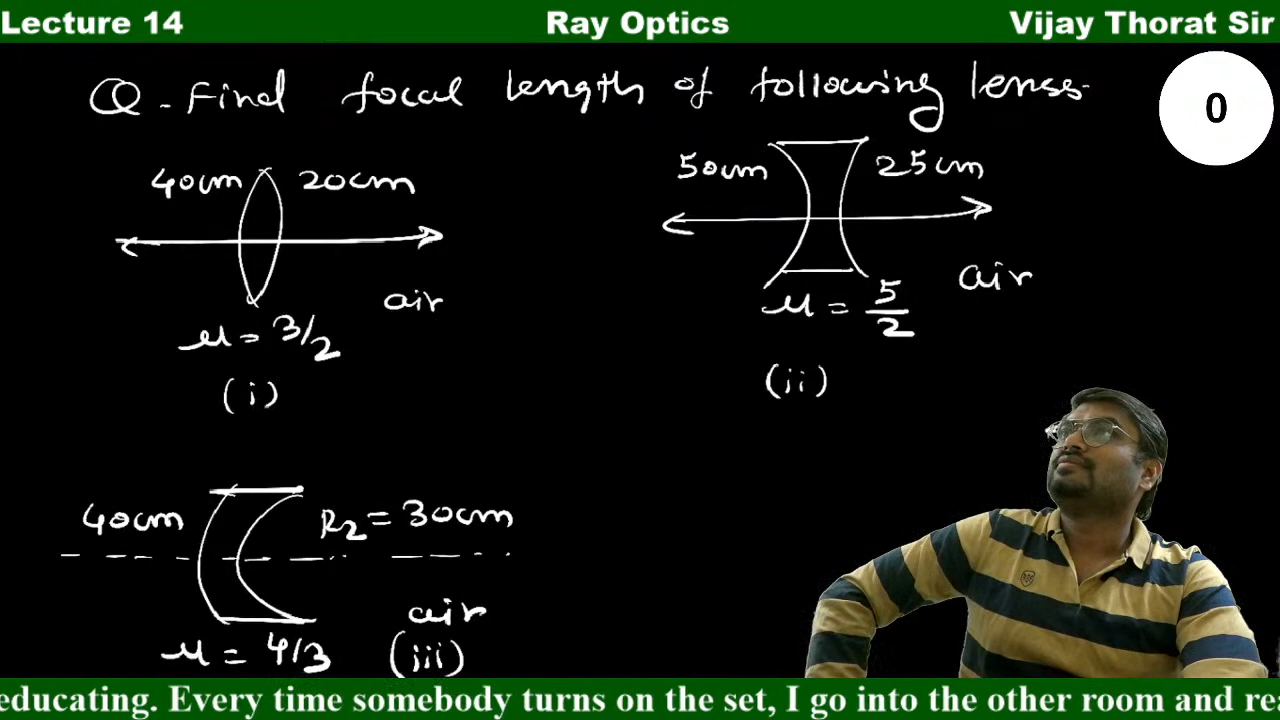 Lecture 14 Ray Optics Vijay Thorat Sir
Q - Find focal length of following lenses.
0
40cm 20cm
air
μ = 3/2
(i)
50cm 25cm
air
μ = 5/2
(ii)
40cm R₂ = 30cm
air
μ = 4/3 (iii)
educating. Every time somebody turns on the set, I go into the other room and